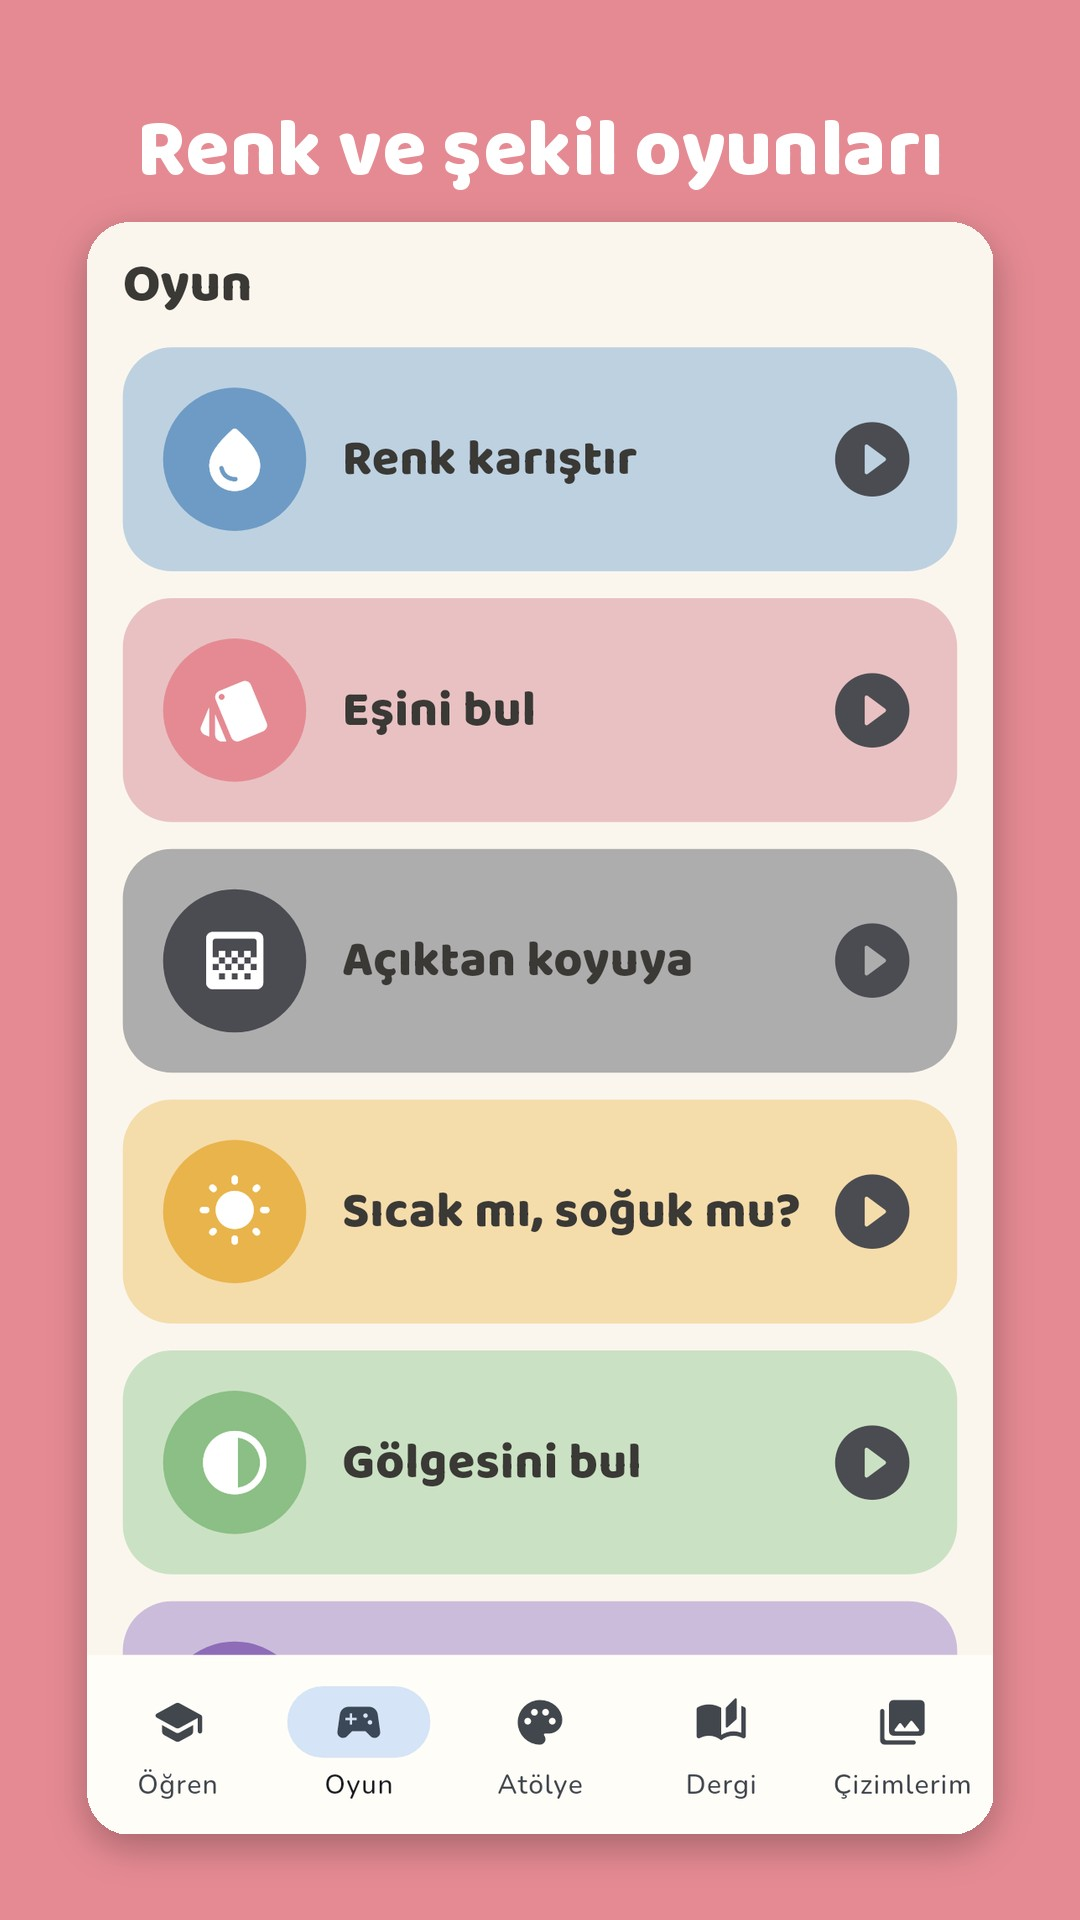 Renk ve şekil oyunları
Oyun
Renk karıştır
Eşini bul
Açıktan koyuya
Sıcak mı, soğuk mu?
Gölgesini bul
Öğren
Oyun
Atölye
Dergi
Çizimlerim